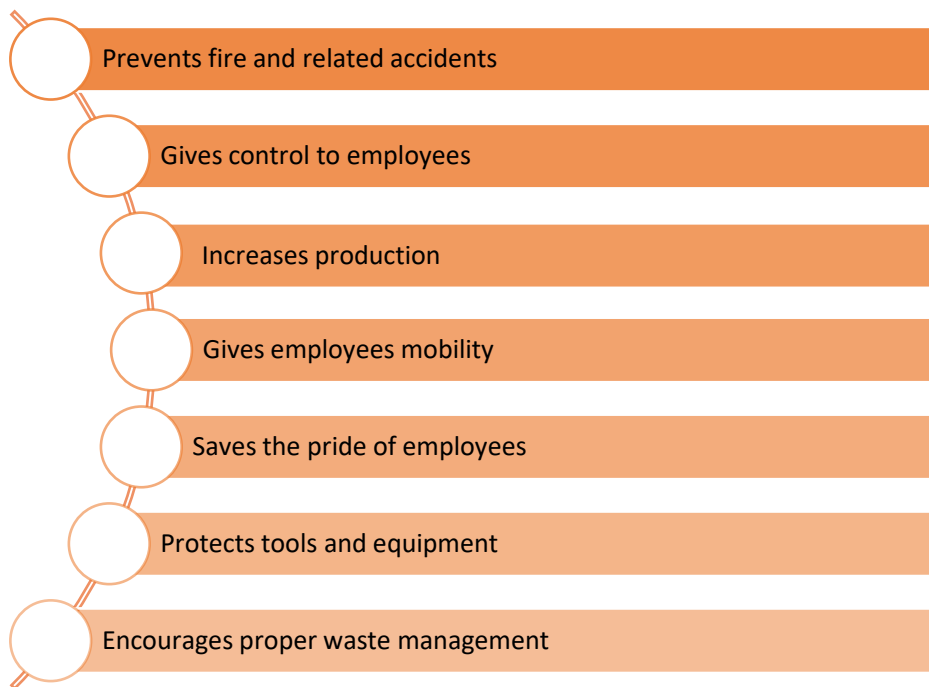 Prevents fire and related accidents
Gives control to employees
Increases production
Gives employees mobility
Saves the pride of employees
Protects tools and equipment
Encourages proper waste management